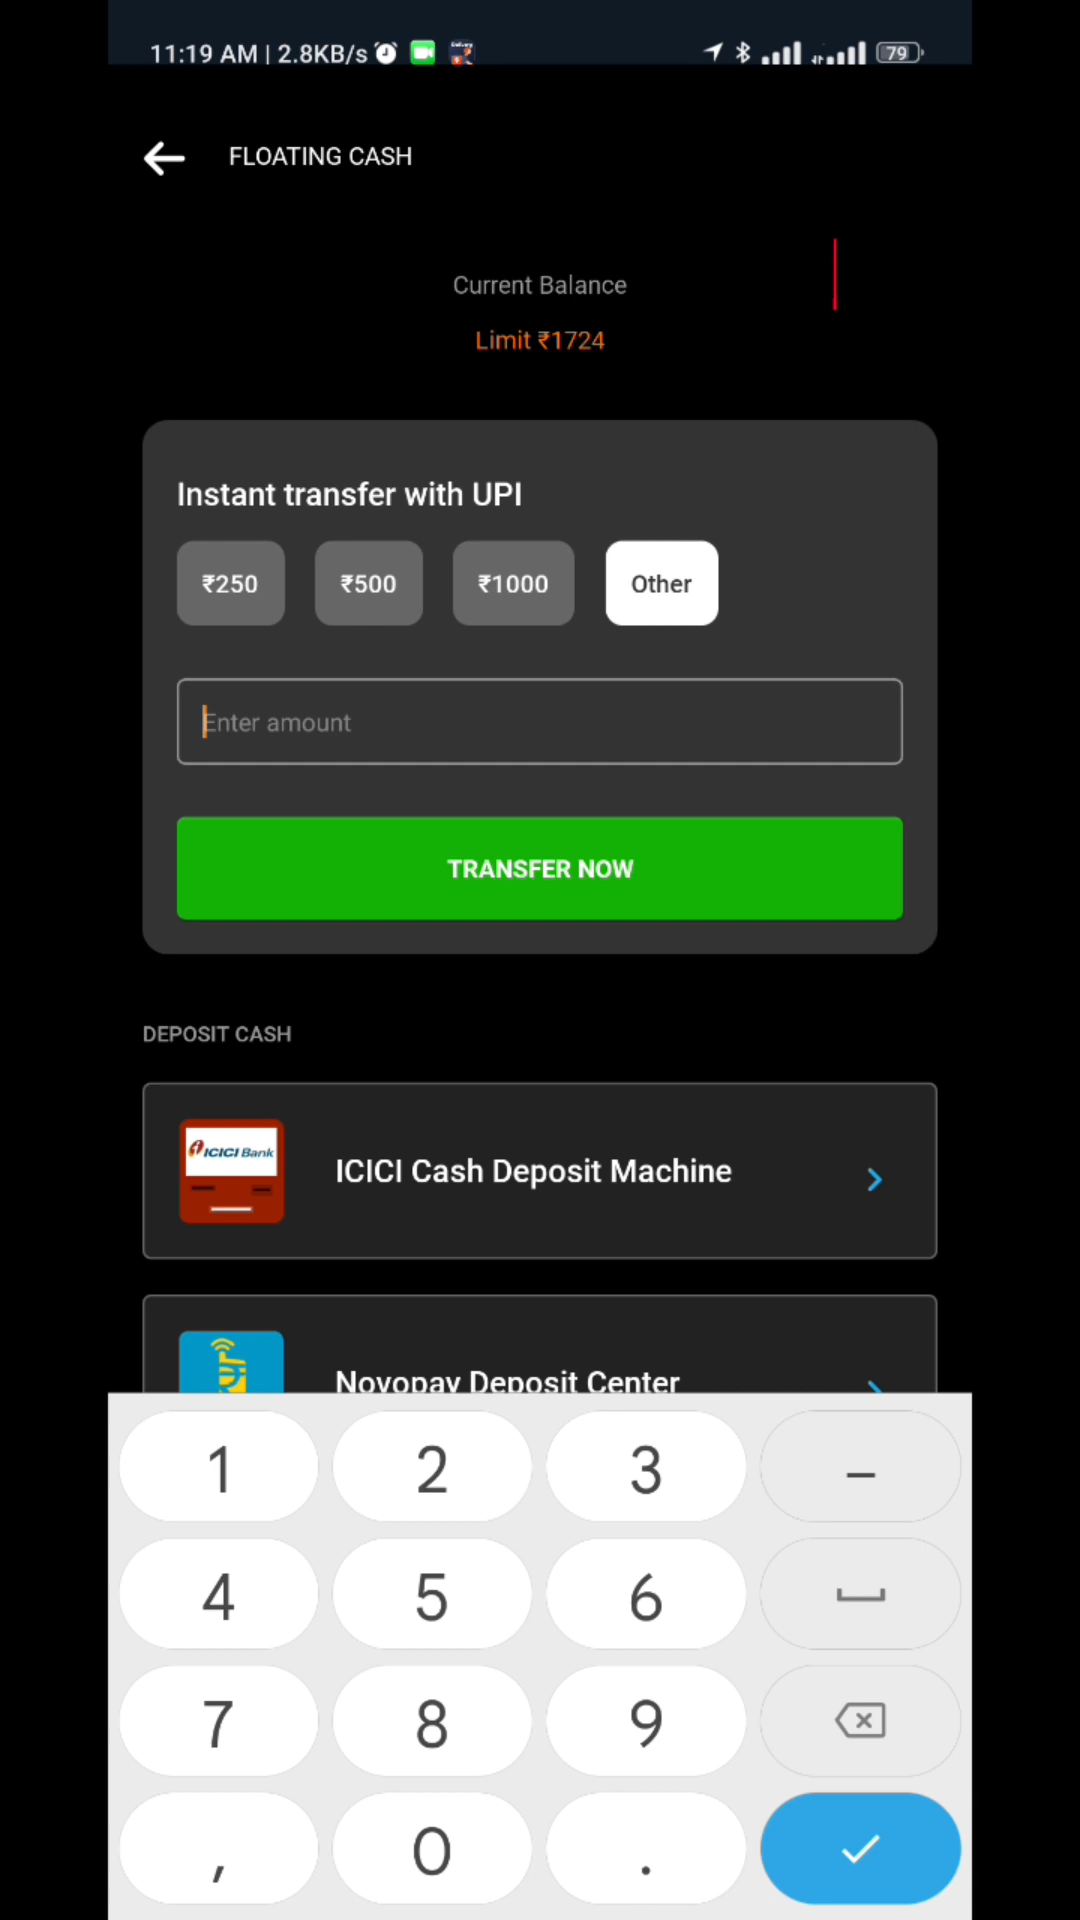 11:19 AM | 2.8KB/s
79
FLOATING CASH
Current Balance
Limit ₹1724
Instant transfer with UPI
₹250 ₹500 ₹1000 Other
Enter amount
TRANSFER NOW
DEPOSIT CASH
ICICI Bank
ICICI Cash Deposit Machine
Novopay Deposit Center
1 2 3 –
4 5 6
7 8 9
, 0 .